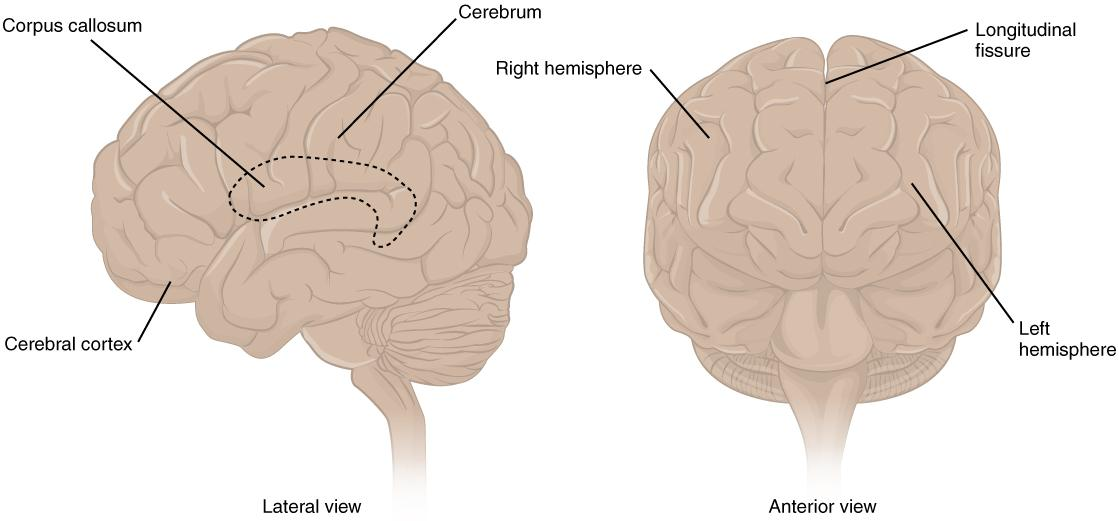 Corpus callosum
Cerebrum
Cerebral cortex
Lateral view
Right hemisphere
Longitudinal
fissure
Left
hemisphere
Anterior view